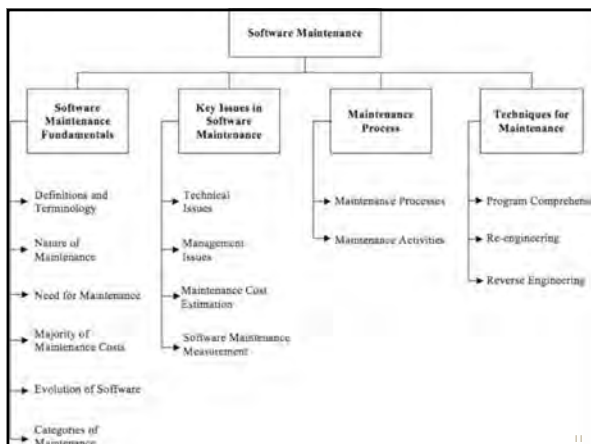 Software Maintenance
Software
Maintenance
Fundamentals
Definitions and
Terminology
Nature of
Maintenance
Need for Maintenance
Majority of
Maintenance Costs
Evolution of Software
Categories of
Maintenance
Key Issues in
Software
Maintenance
Technical
Issues
Management
Issues
Maintenance Cost
Estimation
Software Maintenance
Measurement
Maintenance
Process
Maintenance Processes
Maintenance Activities
Techniques for
Maintenance
Program Comprehens
Re-engineering
Reverse Engineering
11